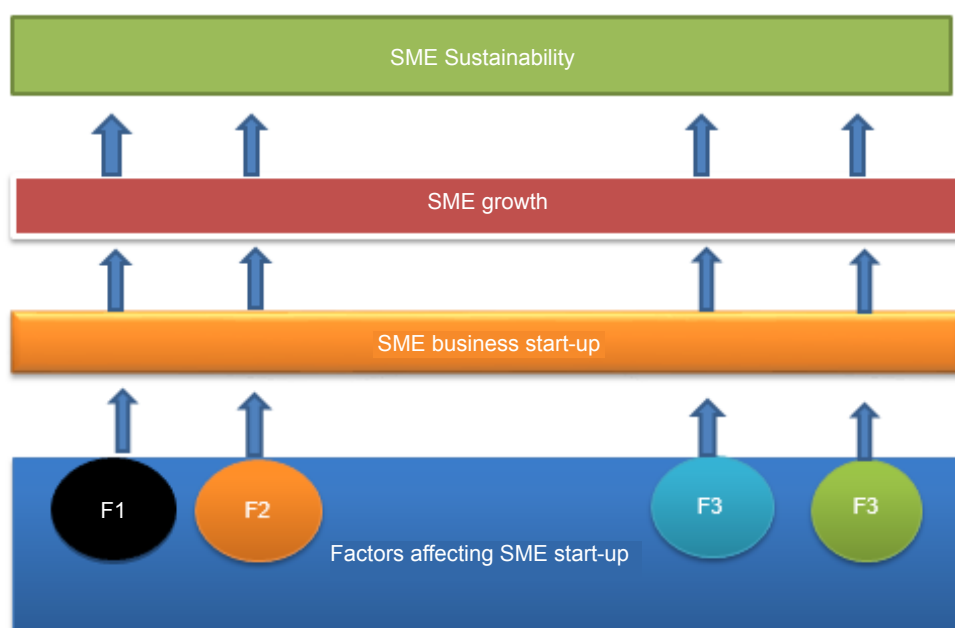 SME Sustainability
SME growth
SME business start-up
F1
F2
F3
F3
Factors affecting SME start-up